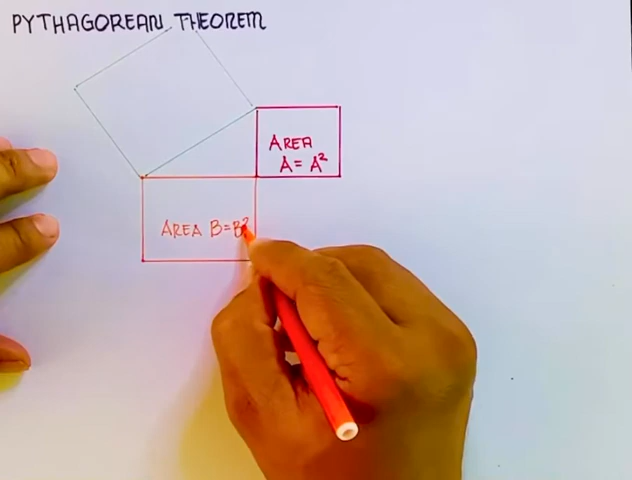 PYTHAGOREAN THEOREM
AREA
A = A²
AREA B=B²